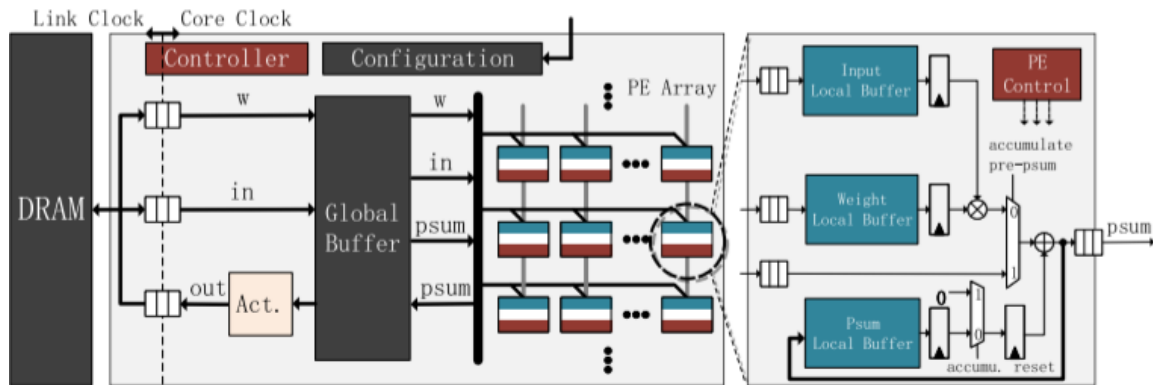 Link Clock
Core Clock
Controller
Configuration
DRAM
w
in
out
Act.
Global
Buffer
w
in
psum
psum
PE Array
Input
Local Buffer
PE
Control
accumulate
pre-psum
Weight
Local Buffer
0
1
psum
Psum
Local Buffer
0
1
0
accumu. reset